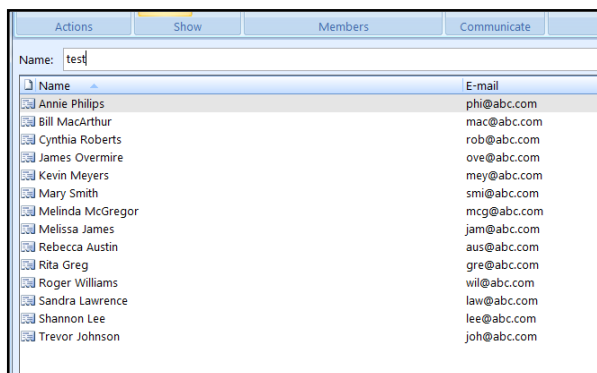 Actions Show Members Communicate
Name: test
Name E-mail
Annie Philips phi@abc.com
Bill MacArthur mac@abc.com
Cynthia Roberts rob@abc.com
James Overmire ove@abc.com
Kevin Meyers mey@abc.com
Mary Smith smi@abc.com
Melinda McGregor mcg@abc.com
Melissa James jam@abc.com
Rebecca Austin aus@abc.com
Rita Greg gre@abc.com
Roger Williams wil@abc.com
Sandra Lawrence law@abc.com
Shannon Lee lee@abc.com
Trevor Johnson joh@abc.com